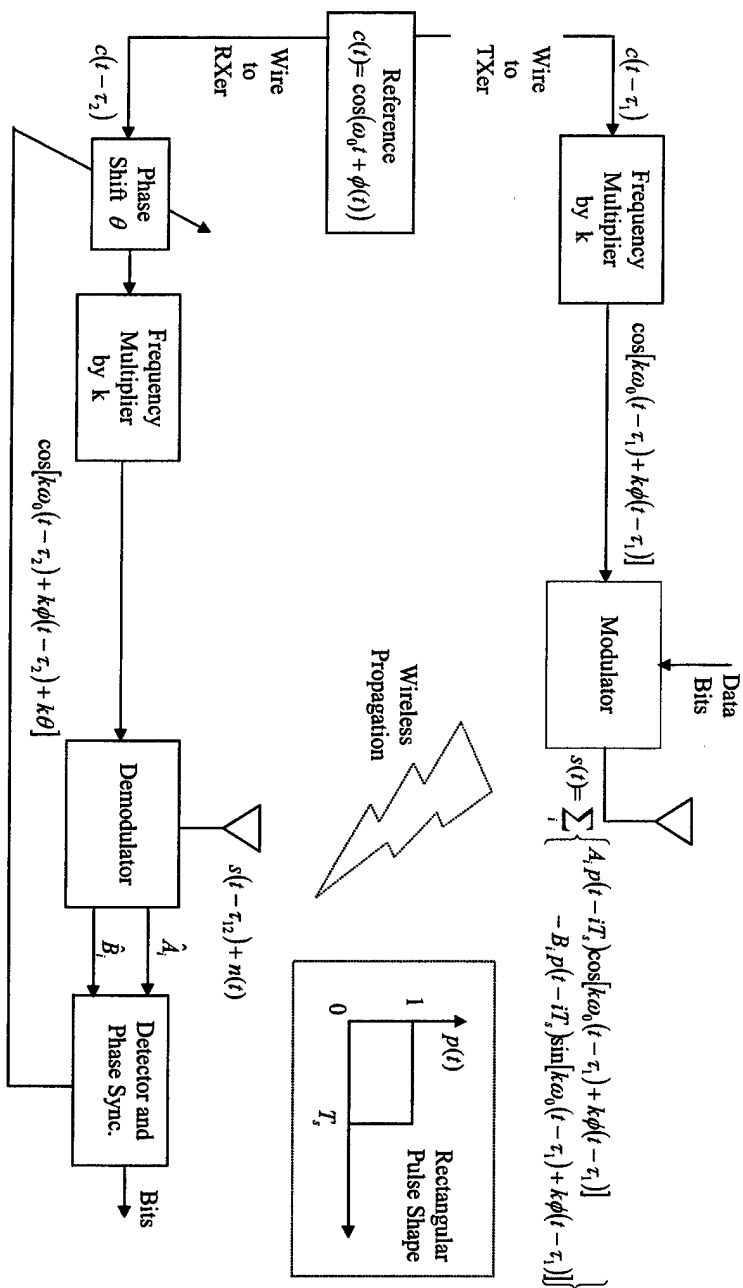 Data
Bits
c(t−τ₁)
Frequency
Multiplier
by k
cos[kω₀(t−τ₁)+kϕ(t−τ₁)]
Modulator
s(t)=∑ᵢ{Aᵢp(t−iTₛ)cos[kω₀(t−τ₁)+kϕ(t−τ₁)]
−Bᵢp(t−iTₛ)sin[kω₀(t−τ₁)+kϕ(t−τ₁)]}
Wire
to
TXer
Reference
c(t)=cos(ω₀t+ϕ(t))
Wire
to
RXer
Wireless
Propagation
Rectangular
Pulse Shape
p(t)
1
0
Tₛ
c(t−τ₂)
Phase
Shift θ
Frequency
Multiplier
by k
cos[kω₀(t−τ₂)+kϕ(t−τ₂)+kθ]
s(t−τ₁₂)+n(t)
Demodulator
Âᵢ
B̂ᵢ
Detector and
Phase Sync.
Bits